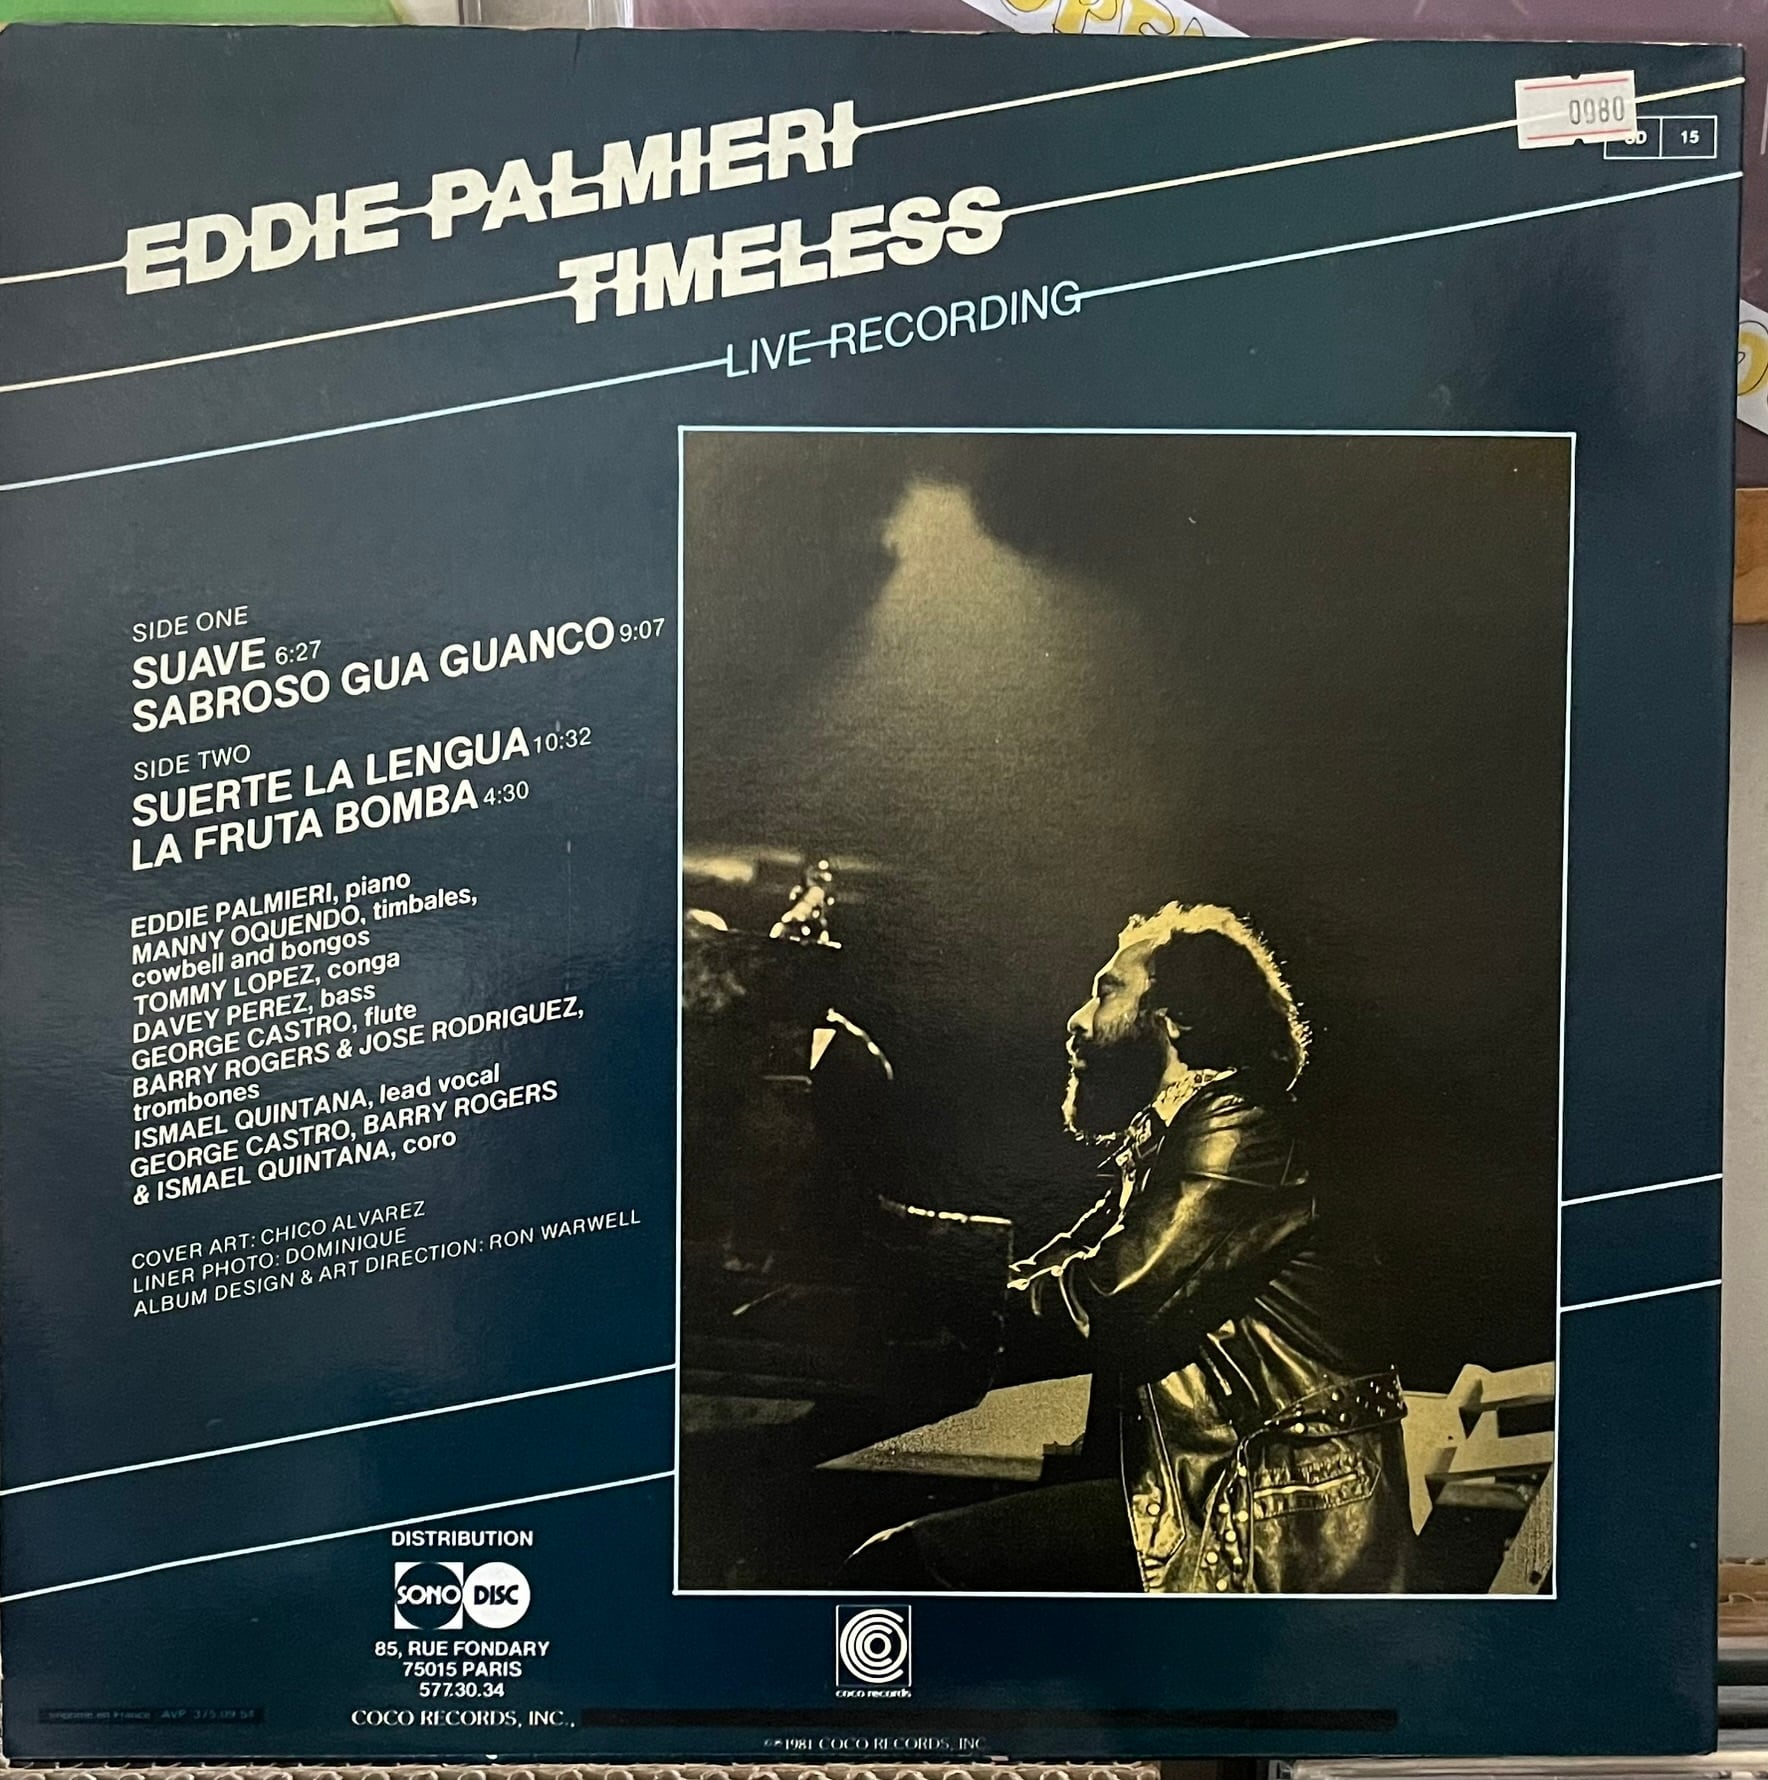 0980
15
EDDIE PALMIERI
TIMELESS
LIVE RECORDING
SIDE ONE
SUAVE 6:27
SABROSO GUA GUANCO 9:07
SIDE TWO
SUERTE LA LENGUA 10:32
LA FRUTA BOMBA 4:30
EDDIE PALMIERI, piano
MANNY OQUENDO, timbales,
cowbell and bongos
TOMMY LOPEZ, conga
DAVEY PEREZ, bass
GEORGE CASTRO, flute
BARRY ROGERS & JOSE RODRIGUEZ,
trombones
ISMAEL QUINTANA, lead vocal
GEORGE CASTRO, BARRY ROGERS
& ISMAEL QUINTANA, coro
COVER ART: CHICO ALVAREZ
LINER PHOTO: DOMINIQUE
ALBUM DESIGN & ART DIRECTION: RON WARWELL
DISTRIBUTION
SONO DISC
85, RUE FONDARY
75015 PARIS
577.30.34
coco records
COCO RECORDS, INC.,
en France AVP
1981 COCO RECORDS, INC